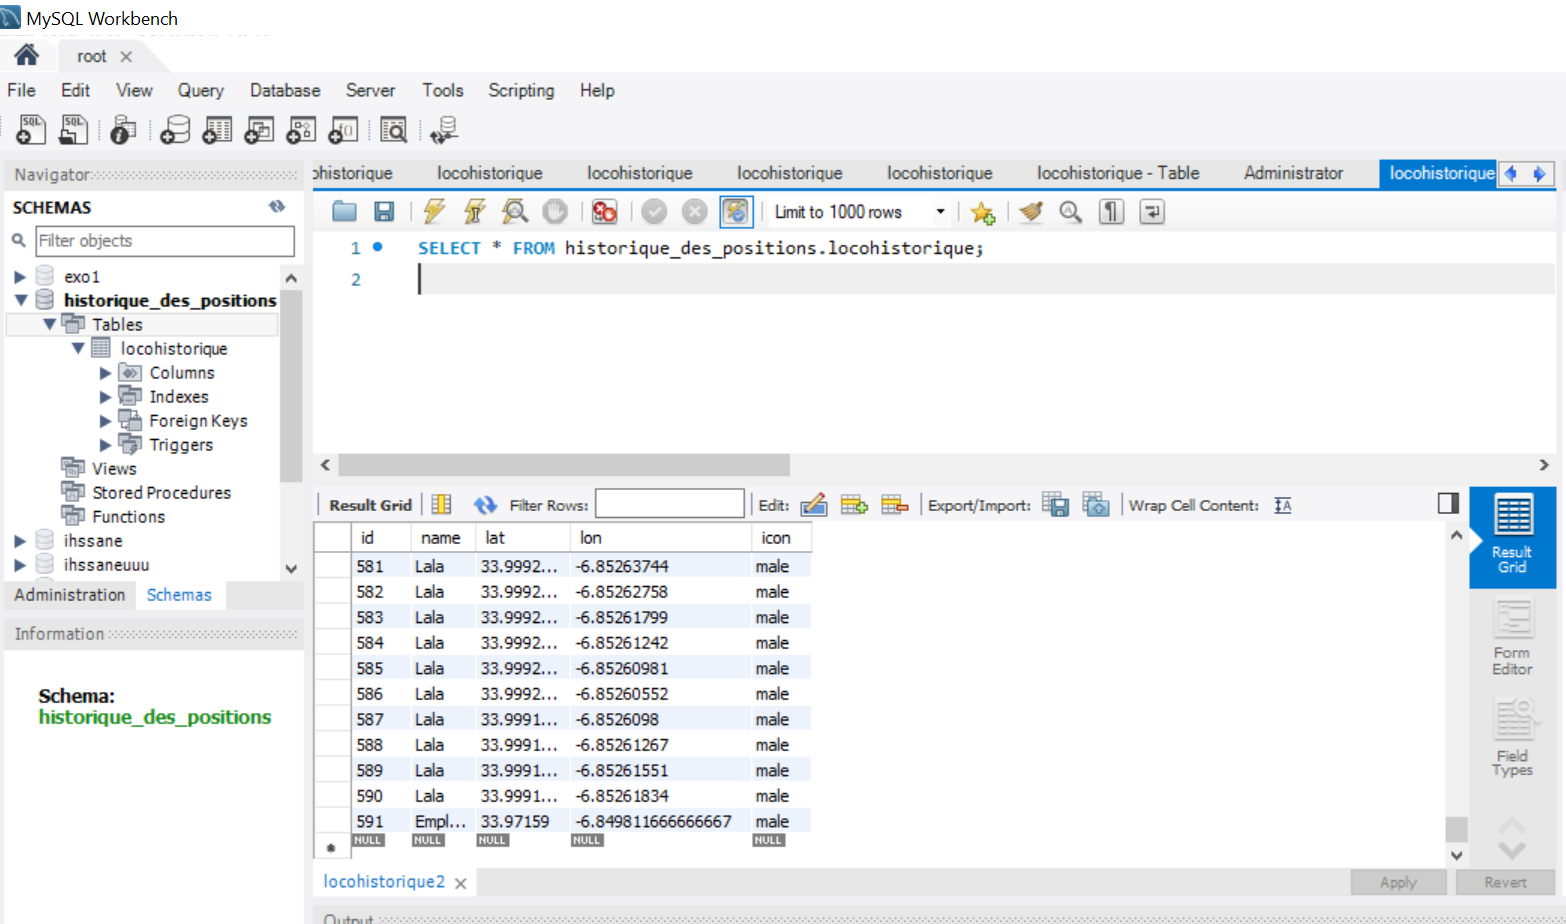 MySQL Workbench
root
File Edit View Query Database Server Tools Scripting Help
Navigator
SCHEMAS
Filter objects
exo1
historique_des_positions
Tables
locohistorique
Columns
Indexes
Foreign Keys
Triggers
Views
Stored Procedures
Functions
ihssane
ihssaneuuu
Administration Schemas
Information
Schema:
historique_des_positions
ohistorique locohistorique locohistorique locohistorique locohistorique locohistorique - Table Administrator locohistorique
Limit to 1000 rows
1 SELECT * FROM historique_des_positions.locohistorique;
2
Result Grid Filter Rows: Edit: Export/Import: Wrap Cell Content:
id name lat lon icon
581 Lala 33.9992... -6.85263744 male
582 Lala 33.9992... -6.85262758 male
583 Lala 33.9992... -6.85261799 male
584 Lala 33.9992... -6.85261242 male
585 Lala 33.9992... -6.85260981 male
586 Lala 33.9992... -6.85260552 male
587 Lala 33.9991... -6.8526098 male
588 Lala 33.9991... -6.85261267 male
589 Lala 33.9991... -6.85261551 male
590 Lala 33.9991... -6.85261834 male
591 Empl... 33.97159 -6.849811666666667 male
NULL NULL NULL NULL NULL
Result
Grid
Form
Editor
Field
Types
locohistorique2
Apply Revert
Output